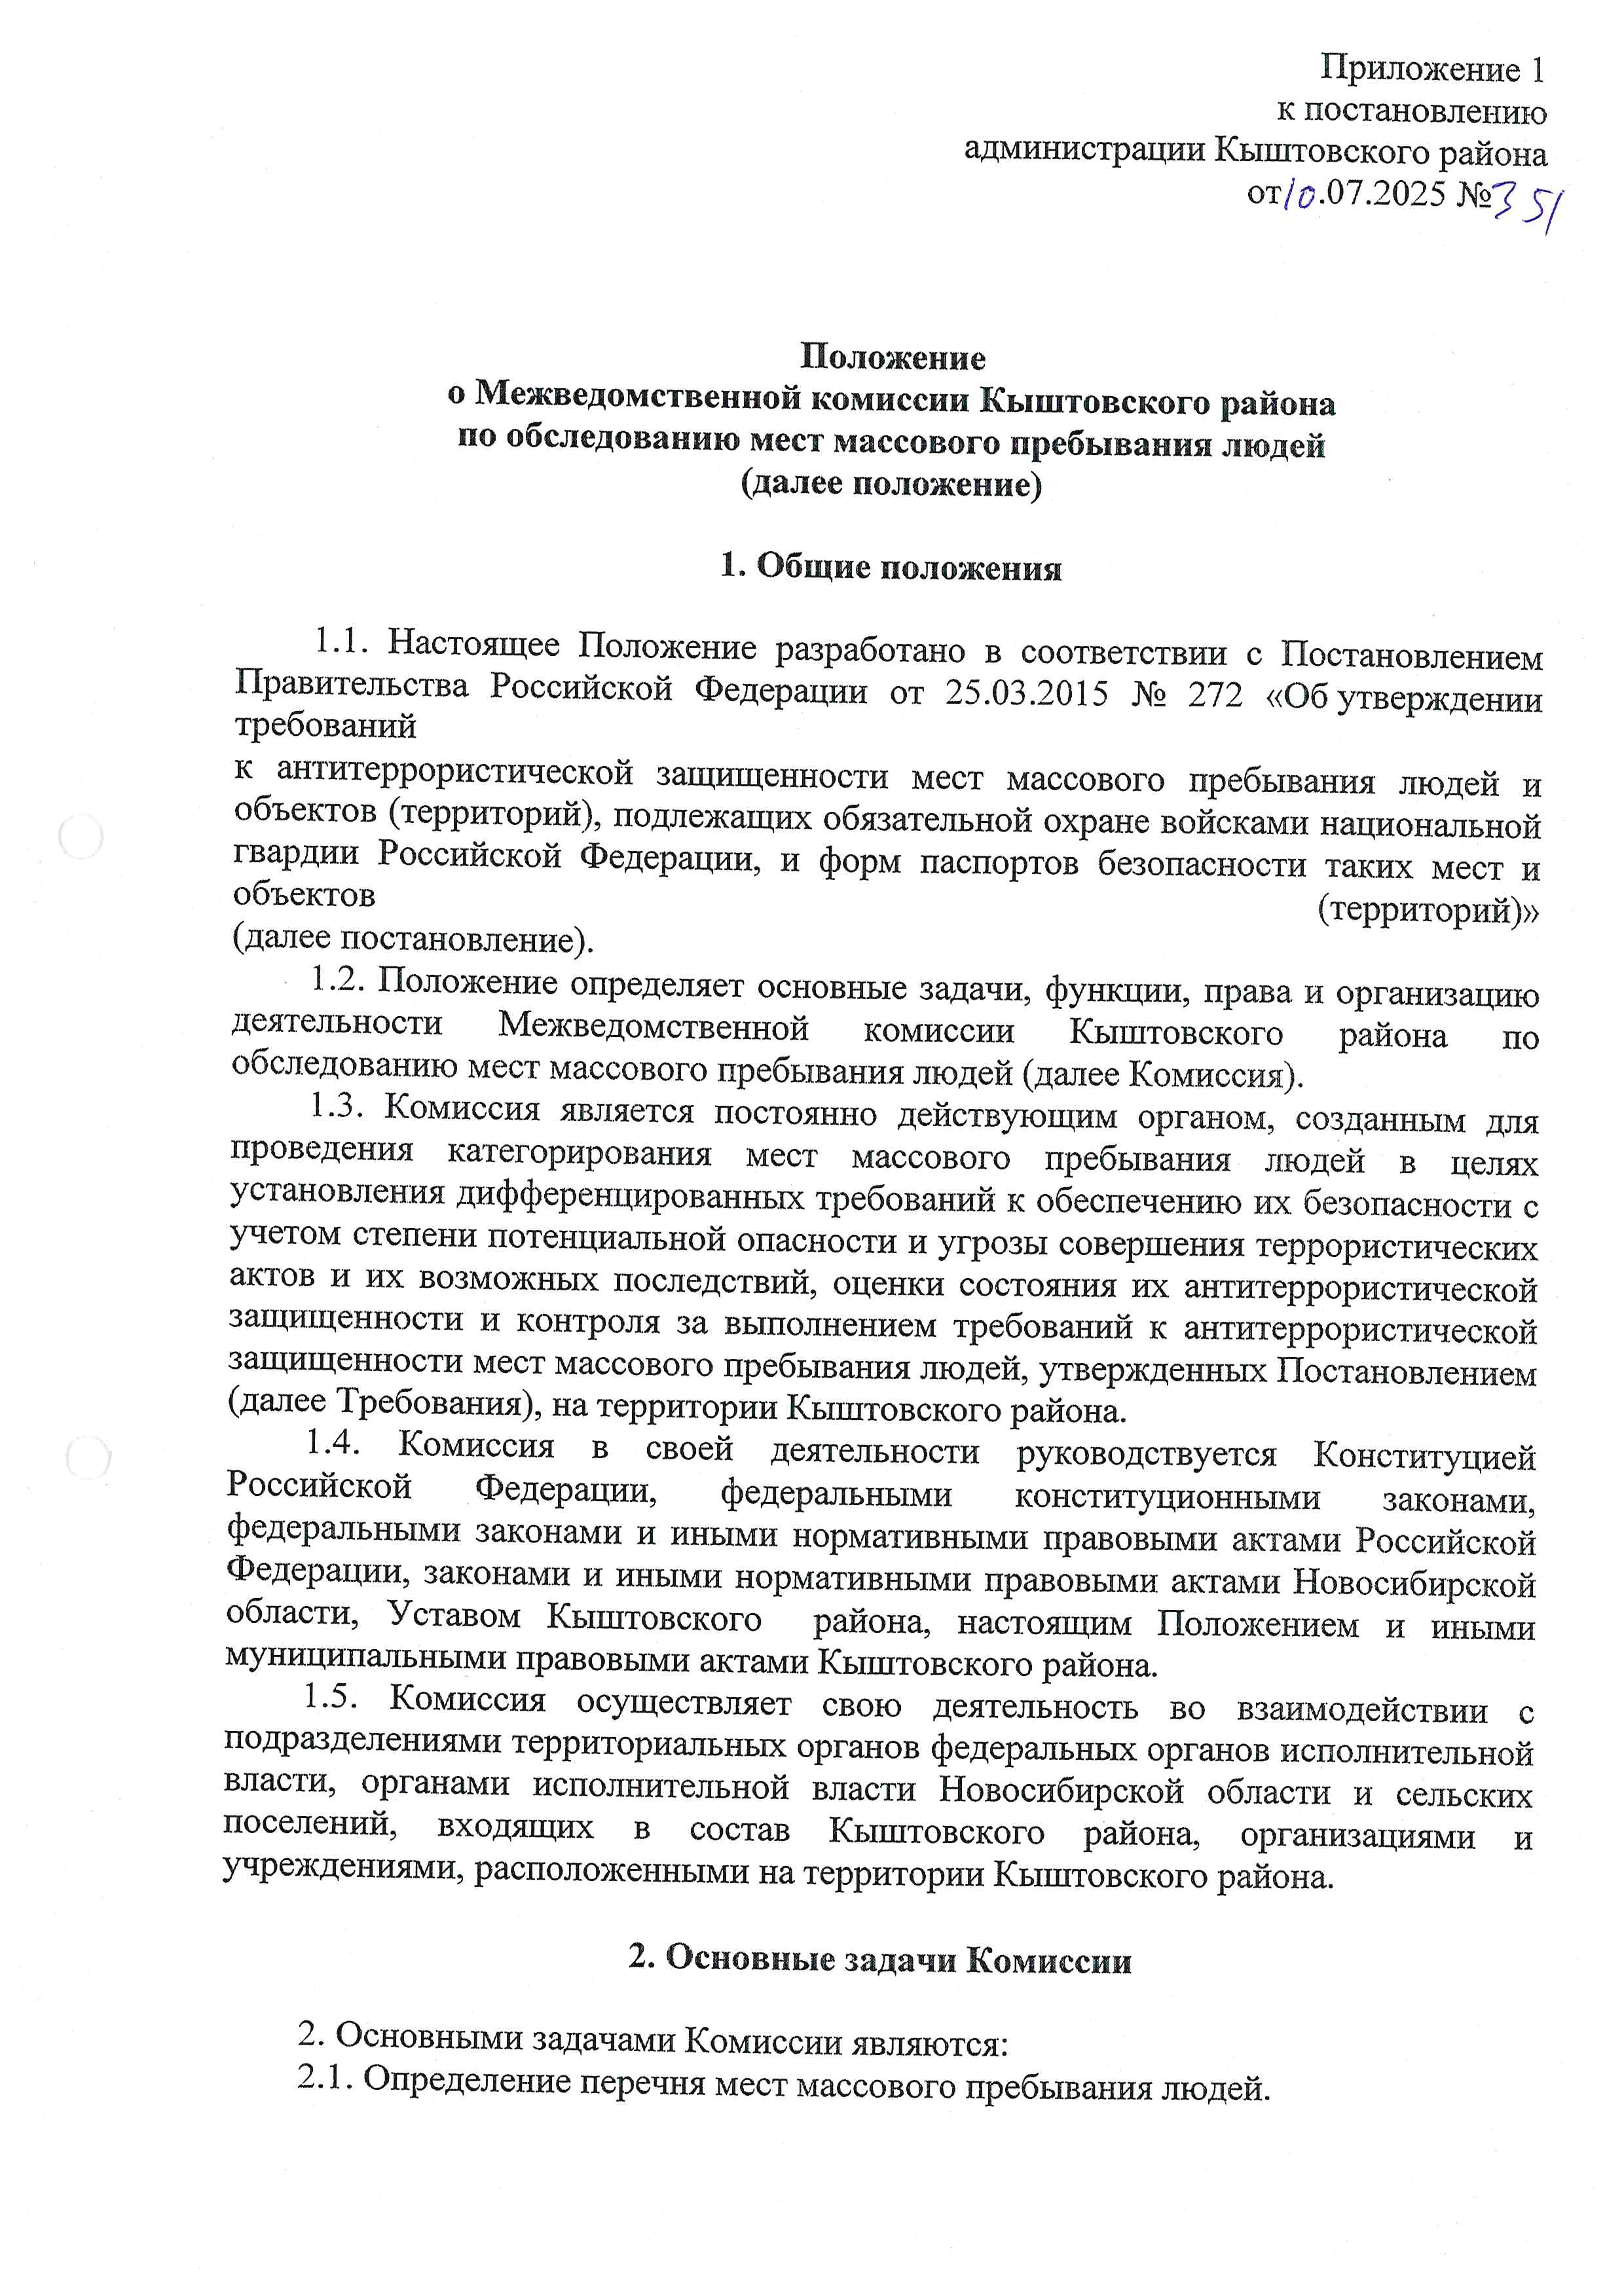 Приложение 1
к постановлению
администрации Кыштовского района
от 10.07.2025 №351
Положение
о Межведомственной комиссии Кыштовского района
по обследованию мест массового пребывания людей
(далее положение)
1. Общие положения
1.1. Настоящее Положение разработано в соответствии с Постановлением
Правительства Российской Федерации от 25.03.2015 № 272 «Об утверждении
требований
к антитеррористической защищенности мест массового пребывания людей и
объектов (территорий), подлежащих обязательной охране войсками национальной
гвардии Российской Федерации, и форм паспортов безопасности таких мест и
объектов (территорий)»
(далее постановление).
1.2. Положение определяет основные задачи, функции, права и организацию
деятельности Межведомственной комиссии Кыштовского района по
обследованию мест массового пребывания людей (далее Комиссия).
1.3. Комиссия является постоянно действующим органом, созданным для
проведения категорирования мест массового пребывания людей в целях
установления дифференцированных требований к обеспечению их безопасности с
учетом степени потенциальной опасности и угрозы совершения террористических
актов и их возможных последствий, оценки состояния их антитеррористической
защищенности и контроля за выполнением требований к антитеррористической
защищенности мест массового пребывания людей, утвержденных Постановлением
(далее Требования), на территории Кыштовского района.
1.4. Комиссия в своей деятельности руководствуется Конституцией
Российской Федерации, федеральными конституционными законами,
федеральными законами и иными нормативными правовыми актами Российской
Федерации, законами и иными нормативными правовыми актами Новосибирской
области, Уставом Кыштовского района, настоящим Положением и иными
муниципальными правовыми актами Кыштовского района.
1.5. Комиссия осуществляет свою деятельность во взаимодействии с
подразделениями территориальных органов федеральных органов исполнительной
власти, органами исполнительной власти Новосибирской области и сельских
поселений, входящих в состав Кыштовского района, организациями и
учреждениями, расположенными на территории Кыштовского района.
2. Основные задачи Комиссии
2. Основными задачами Комиссии являются:
2.1. Определение перечня мест массового пребывания людей.